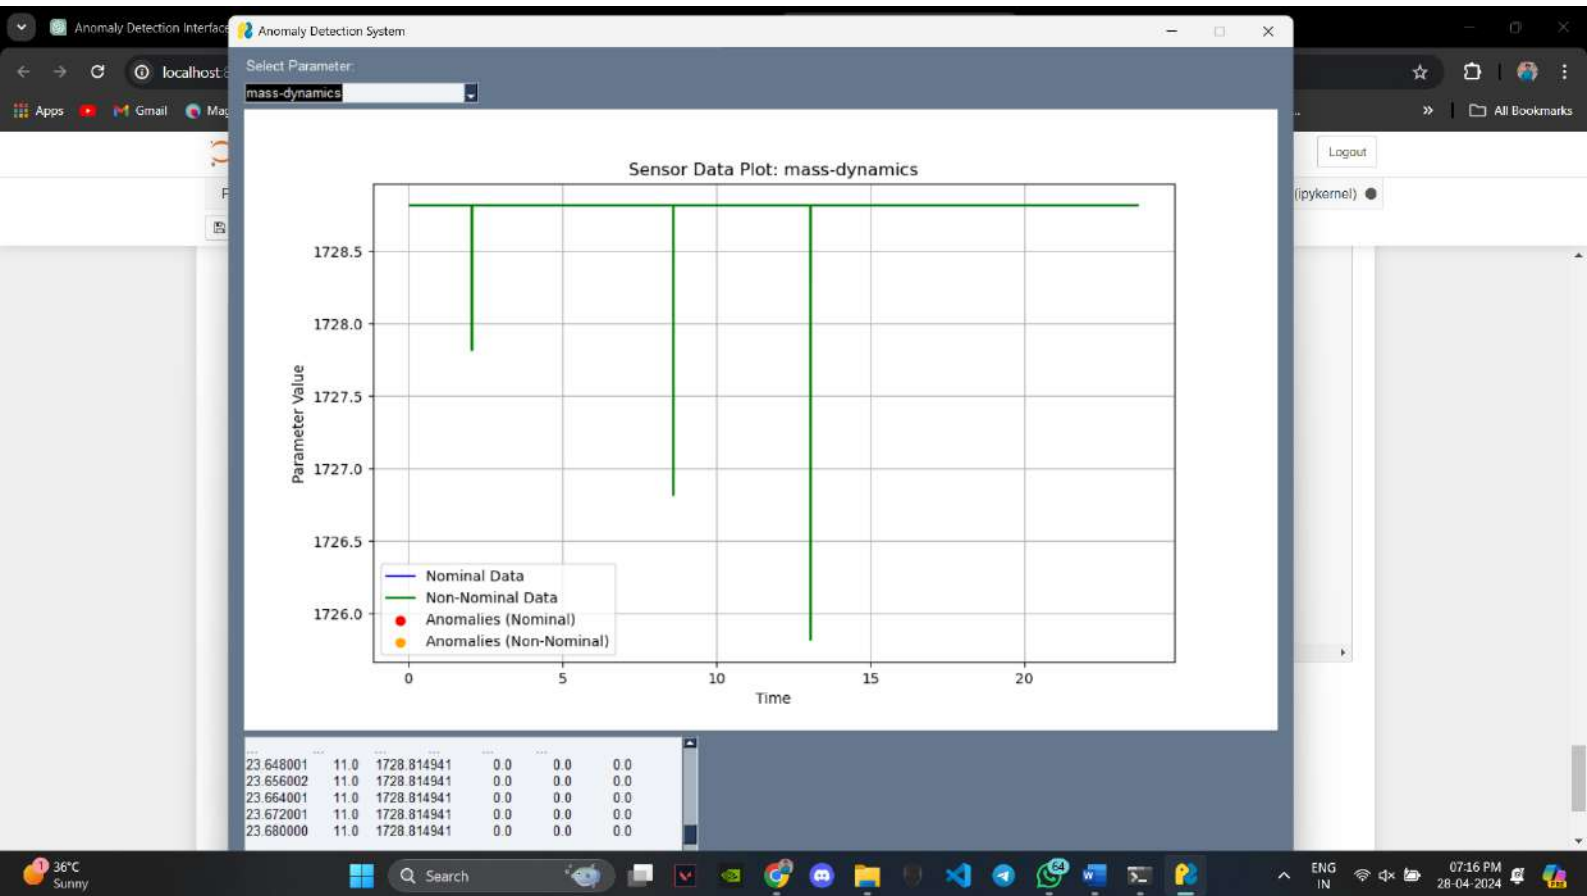 Anomaly Detection Interface
Anomaly Detection System
localhost:
Select Parameter:
mass-dynamics
Apps
Gmail
All Bookmarks
Logout
(ipykernel)
Sensor Data Plot: mass-dynamics
1728.5
1728.0
1727.5
1727.0
1726.5
1726.0
Parameter Value
Nominal Data
Non-Nominal Data
Anomalies (Nominal)
Anomalies (Non-Nominal)
0 5 10 15 20
Time
... ... ... ... ... ...
23.648001 11.0 1728.814941 0.0 0.0 0.0
23.656002 11.0 1728.814941 0.0 0.0 0.0
23.664001 11.0 1728.814941 0.0 0.0 0.0
23.672001 11.0 1728.814941 0.0 0.0 0.0
23.680000 11.0 1728.814941 0.0 0.0 0.0
1
36°C
Sunny
Search
64
ENG
IN
07:16 PM
28-04-2024